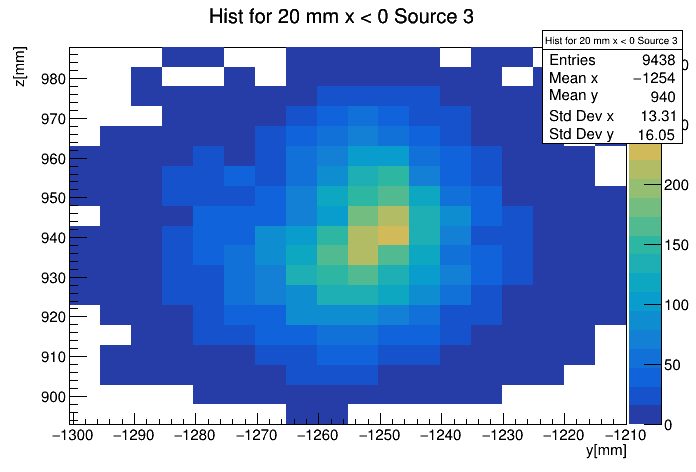 Hist for 20 mm x < 0 Source 3
z[mm]
Hist for 20 mm x < 0 Source 3
Entries 9438
Mean x −1254
Mean y 940
Std Dev x 13.31
Std Dev y 16.05
980
970
960
950
940
930
920
910
900
−1300 −1290 −1280 −1270 −1260 −1250 −1240 −1230 −1220 −1210
y[mm]
0
0
200
150
100
50
0